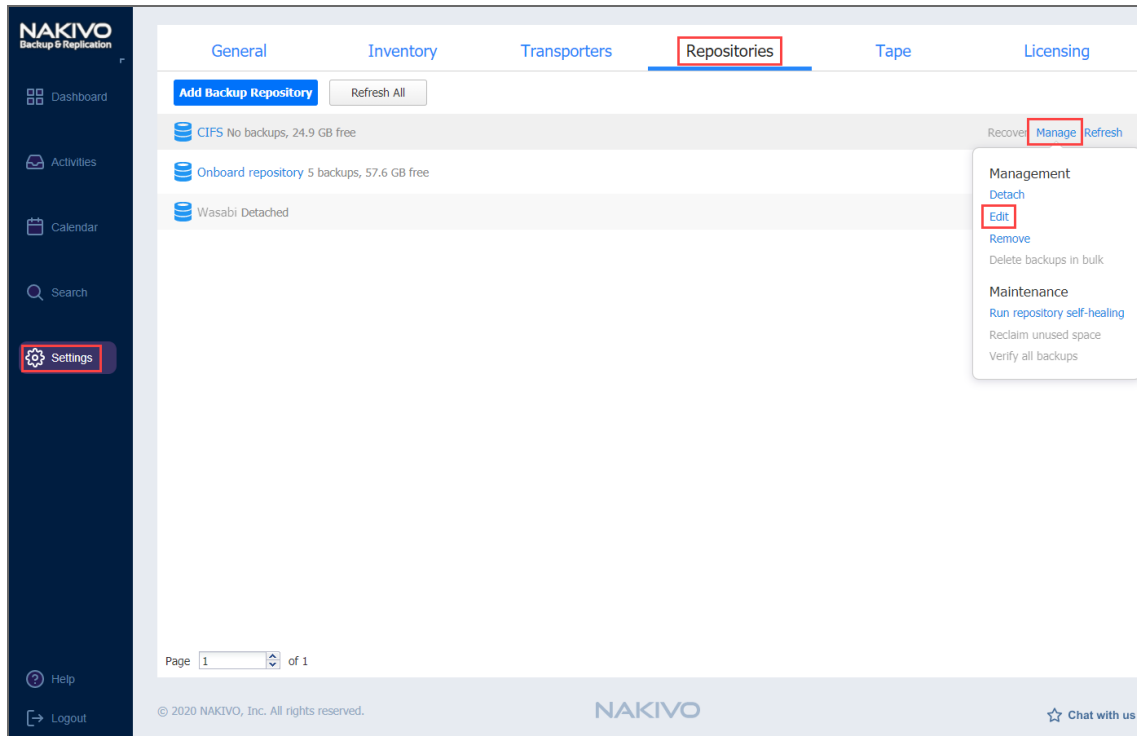 NAKIVO
Backup & Replication
Dashboard
Activities
Calendar
Search
Settings
Help
Logout
General Inventory Transporters Repositories Tape Licensing
Add Backup Repository Refresh All
CIFS No backups, 24.9 GB free Recover Manage Refresh
Onboard repository 5 backups, 57.6 GB free
Wasabi Detached
Management
Detach
Edit
Remove
Delete backups in bulk
Maintenance
Run repository self-healing
Reclaim unused space
Verify all backups
Page 1 of 1
© 2020 NAKIVO, Inc. All rights reserved. NAKIVO Chat with us